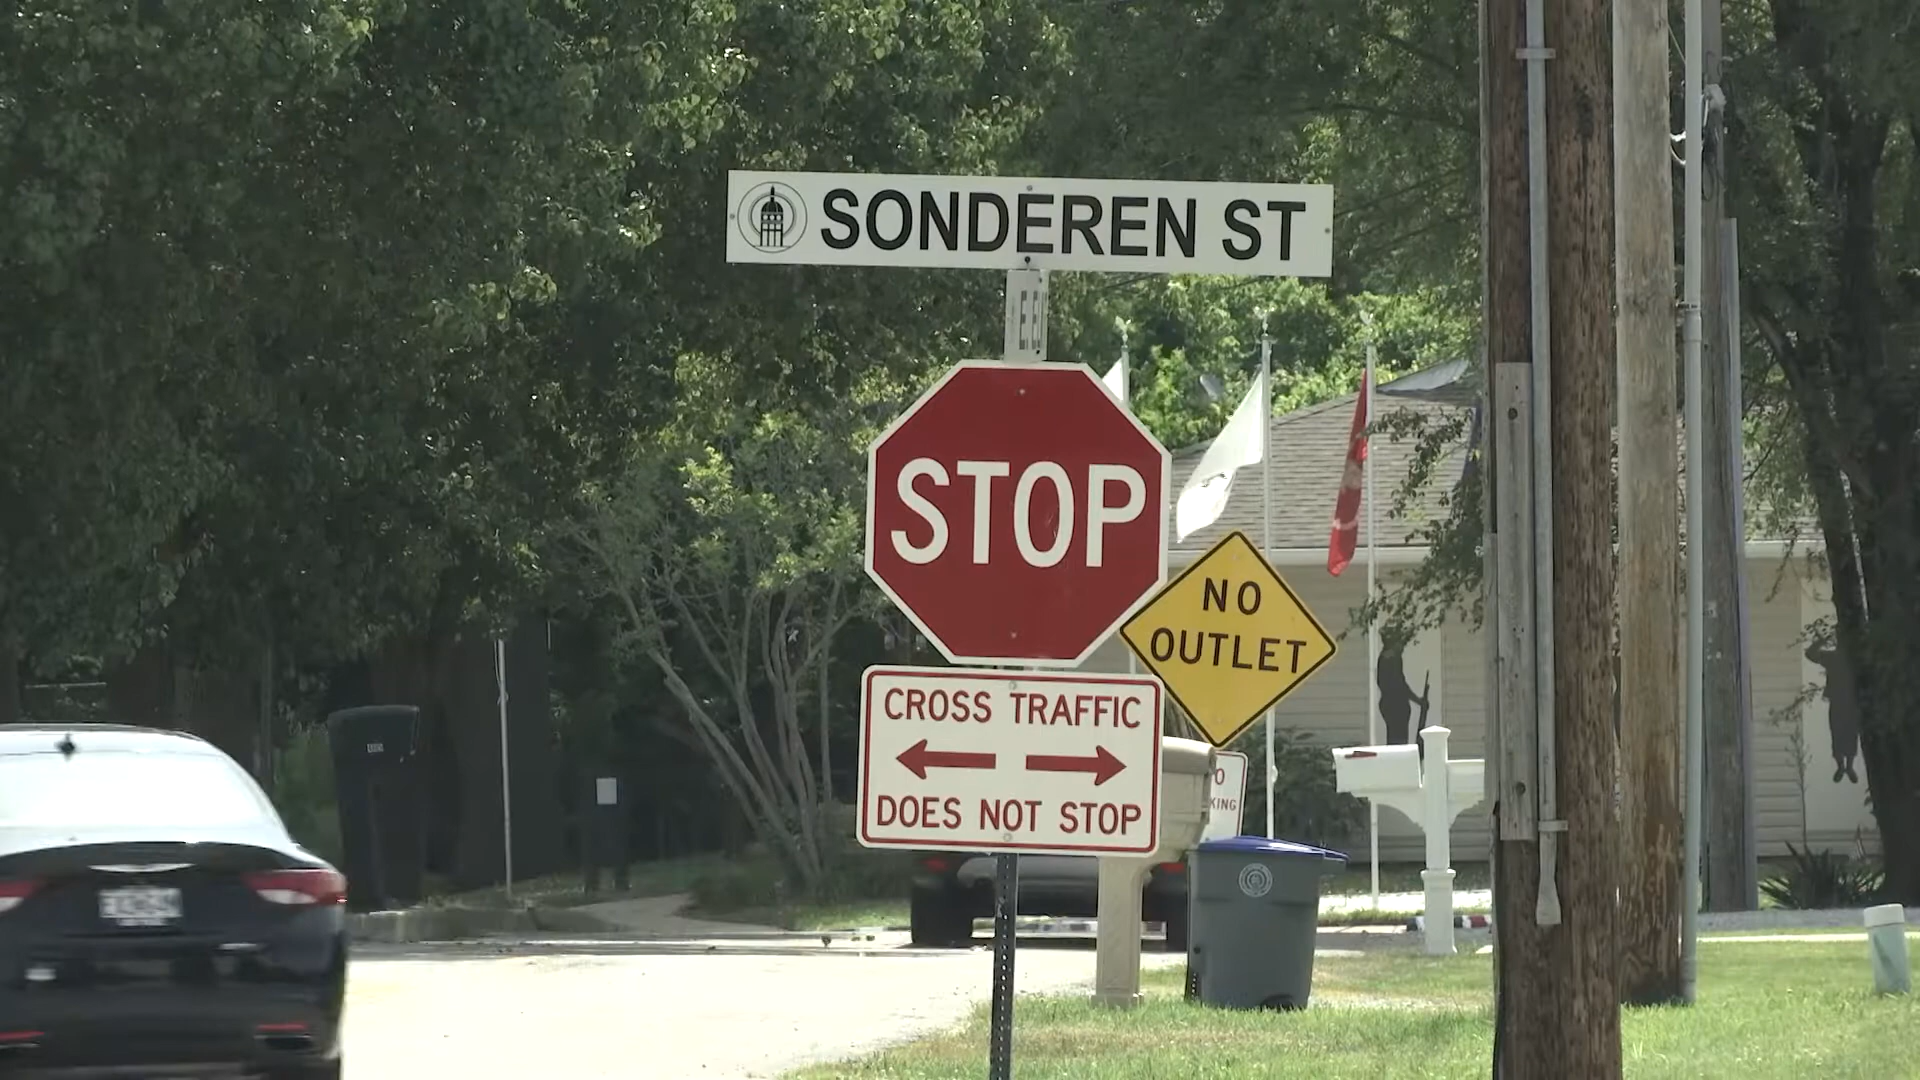 SONDEREN ST
STOP
NO
OUTLET
CROSS TRAFFIC
DOES NOT STOP